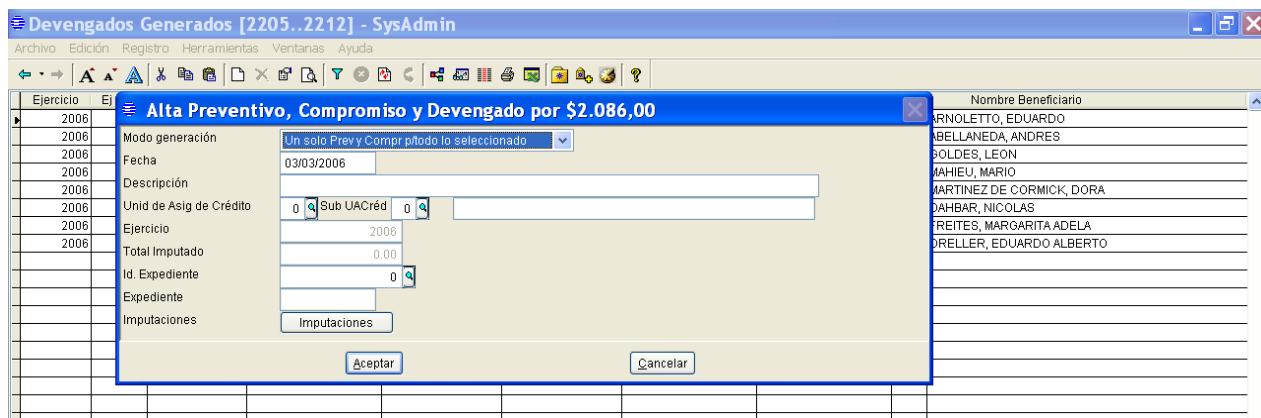 Devengados Generados [2205..2212] - SysAdmin
Archivo Edición Registro Herramientas Ventanas Ayuda
Ejercicio Ej Nombre Beneficiario
Alta Preventivo, Compromiso y Devengado por $2.086,00
2006 ARNOLETTO, EDUARDO
2006 ABELLANEDA, ANDRES
2006 GOLDES, LEON
2006 MAHIEU, MARIO
2006 MARTINEZ DE CORMICK, DORA
2006 DAHBAR, NICOLAS
2006 FREITES, MARGARITA ADELA
2006 DRELLER, EDUARDO ALBERTO
Modo generación Un solo Prev y Compr p/todo lo seleccionado
Fecha 03/03/2006
Descripción
Unid de Asig de Crédito 0 Sub UACréd 0
Ejercicio 2006
Total Imputado 0.00
Id. Expediente 0
Expediente
Imputaciones Imputaciones
Aceptar Cancelar